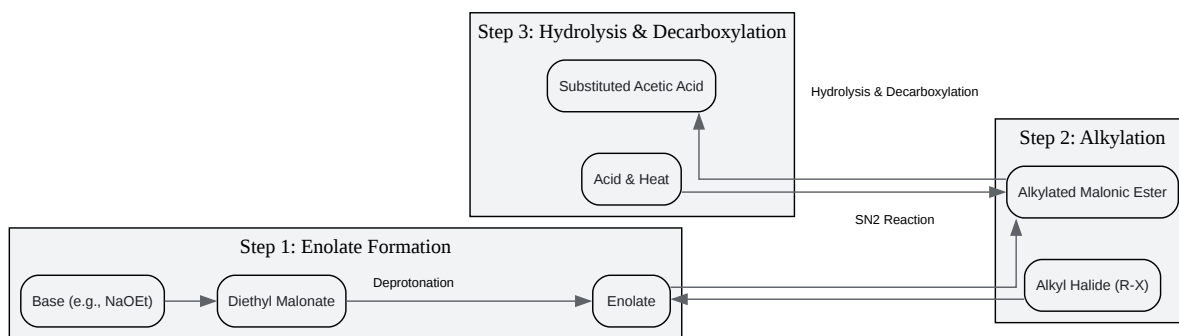 Step 3: Hydrolysis & Decarboxylation
Substituted Acetic Acid
Hydrolysis & Decarboxylation
Step 2: Alkylation
Acid & Heat
Alkylated Malonic Ester
SN2 Reaction
Step 1: Enolate Formation
Base (e.g., NaOEt)
Diethyl Malonate
Deprotonation
Enolate
Alkyl Halide (R-X)